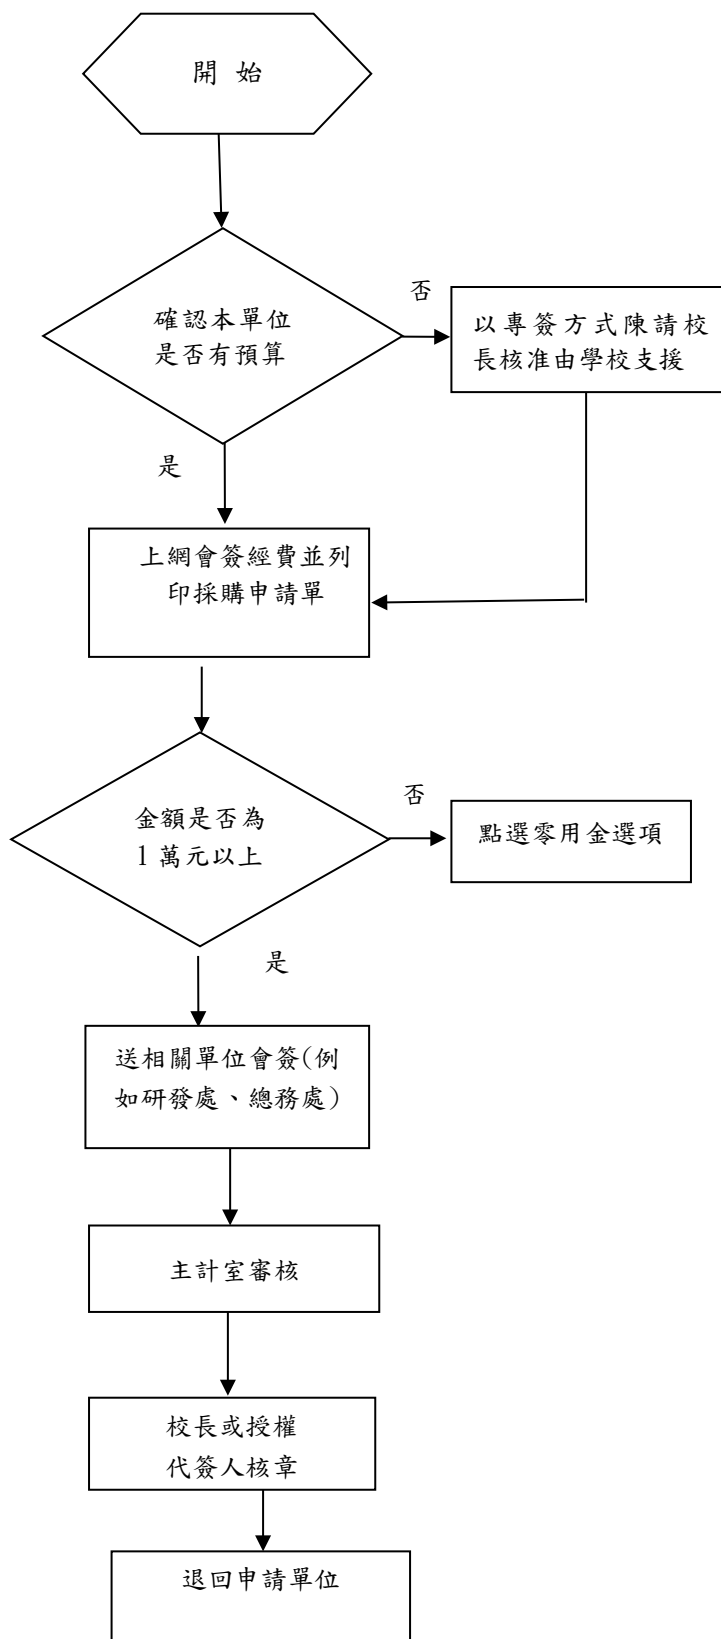 開 始
確認本單位
是否有預算
否
以專簽方式陳請校
長核准由學校支援
是
上網會簽經費並列
印採購申請單
金額是否為
1 萬元以上
否
點選零用金選項
是
送相關單位會簽(例
如研發處、總務處)
主計室審核
校長或授權
代簽人核章
退回申請單位